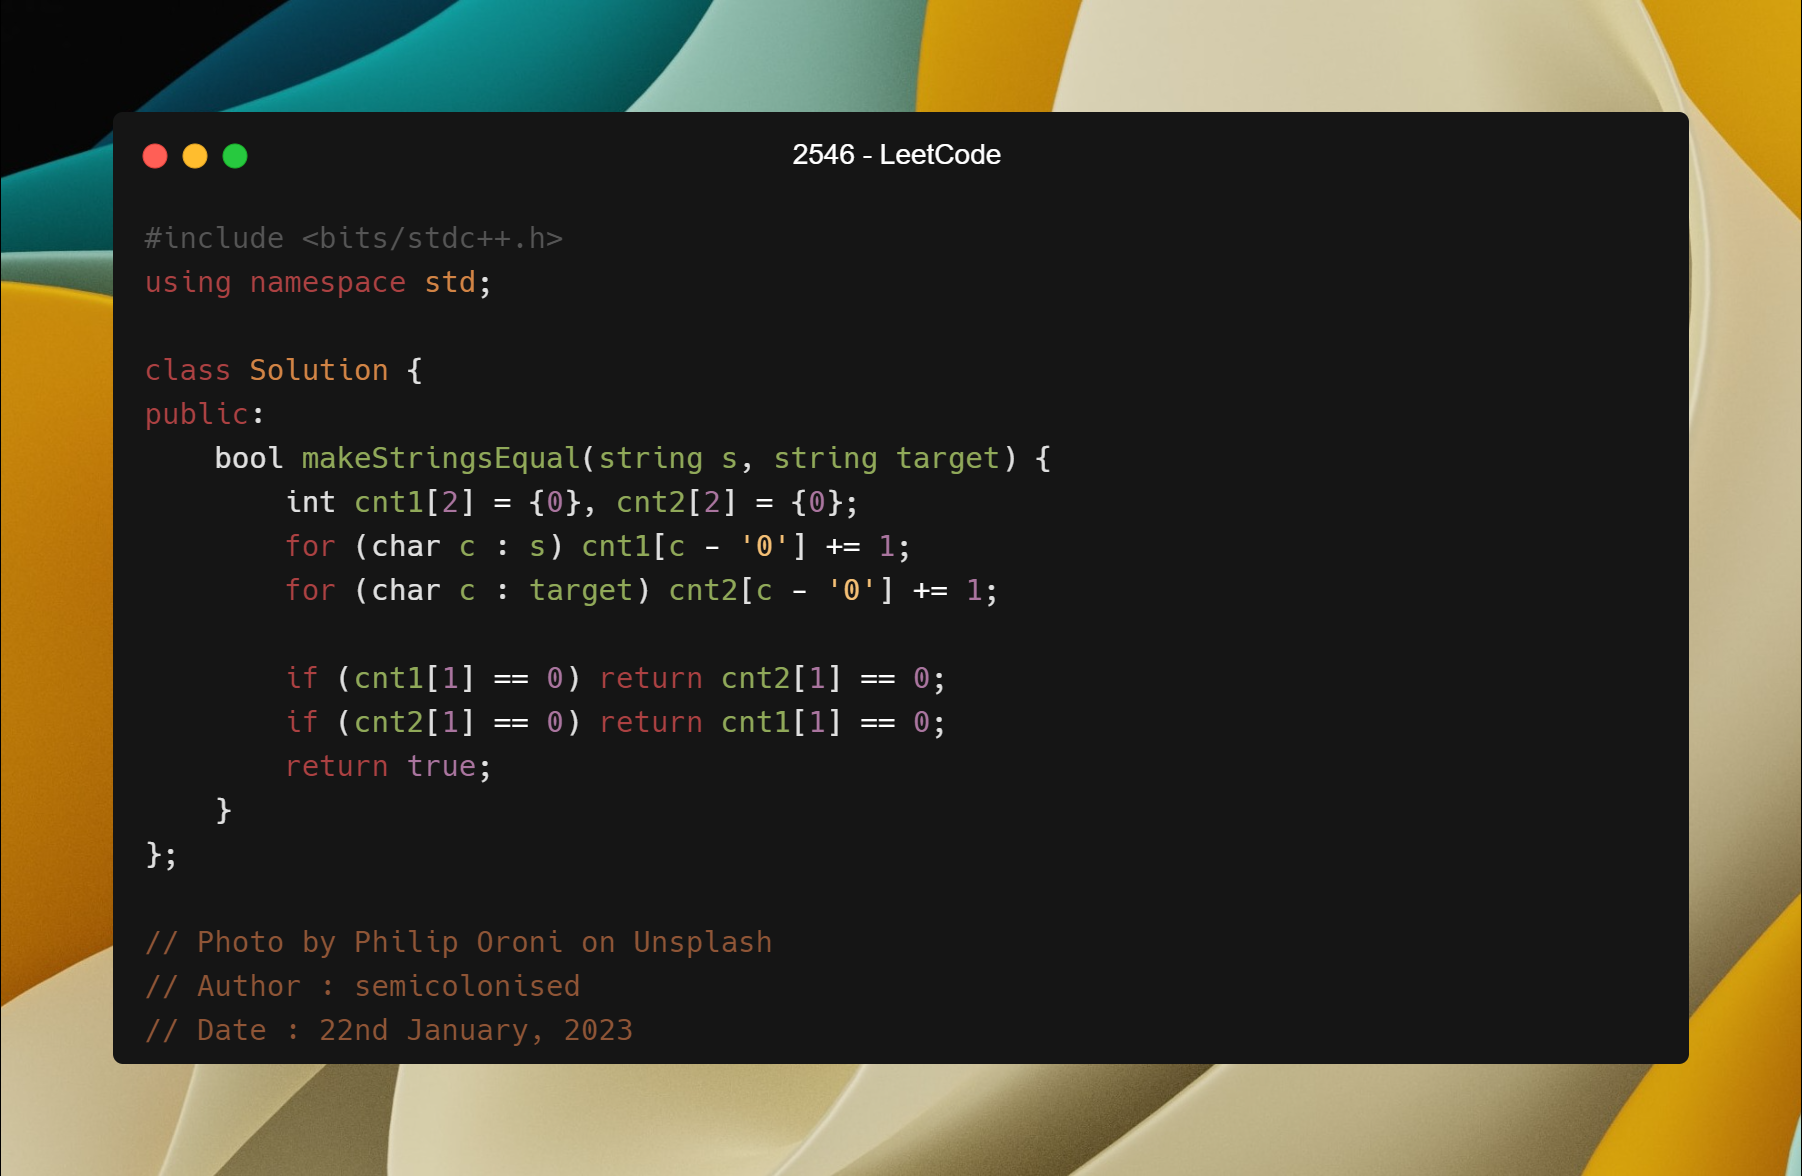 2546 - LeetCode
#include <bits/stdc++.h>
using namespace std;
class Solution {
public:
    bool makeStringsEqual(string s, string target) {
        int cnt1[2] = {0}, cnt2[2] = {0};
        for (char c : s) cnt1[c - '0'] += 1;
        for (char c : target) cnt2[c - '0'] += 1;
        if (cnt1[1] == 0) return cnt2[1] == 0;
        if (cnt2[1] == 0) return cnt1[1] == 0;
        return true;
    }
};
// Photo by Philip Oroni on Unsplash
// Author : semicolonised
// Date : 22nd January, 2023